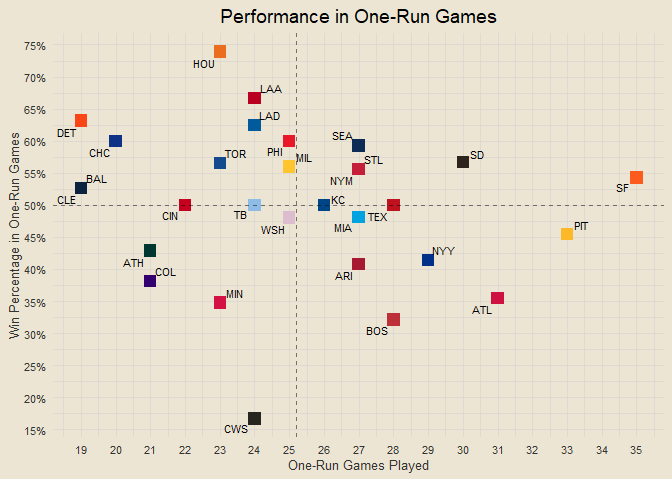 Performance in One-Run Games
75%
HOU
70%
LAA
65%
LAD
DET
60%
CHC
PHI
SEA
TOR
MIL
STL
SD
55%
BAL
NYM
SF
CLE
50%
CIN
TB
KC
TEX
WSH
MIA
PIT
45%
ATH
COL
NYY
40%
ARI
35%
MIN
ATL
BOS
30%
25%
20%
CWS
15%
Win Percentage in One-Run Games
19 20 21 22 23 24 25 26 27 28 29 30 31 32 33 34 35
One-Run Games Played